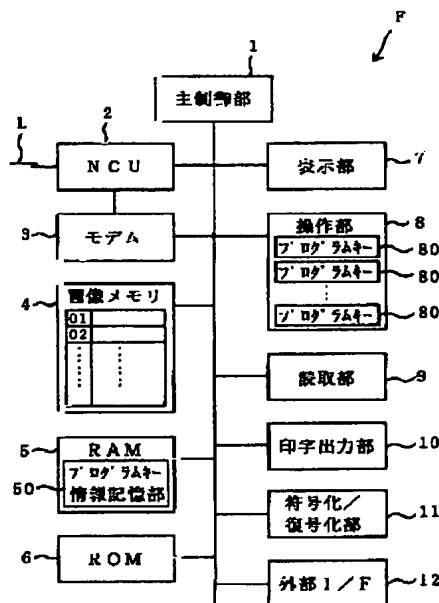 F
1
主制御部
L
2
NCU
表示部
7
3
モデム
操作部
8
プログラムキー
80
プログラムキー
80
プログラムキー
80
4
画像メモリ
01
02
読取部
9
5
RAM
プログラムキー
50
情報記憶部
印字出力部
10
符号化/
復号化部
11
6
ROM
外部I/F
12